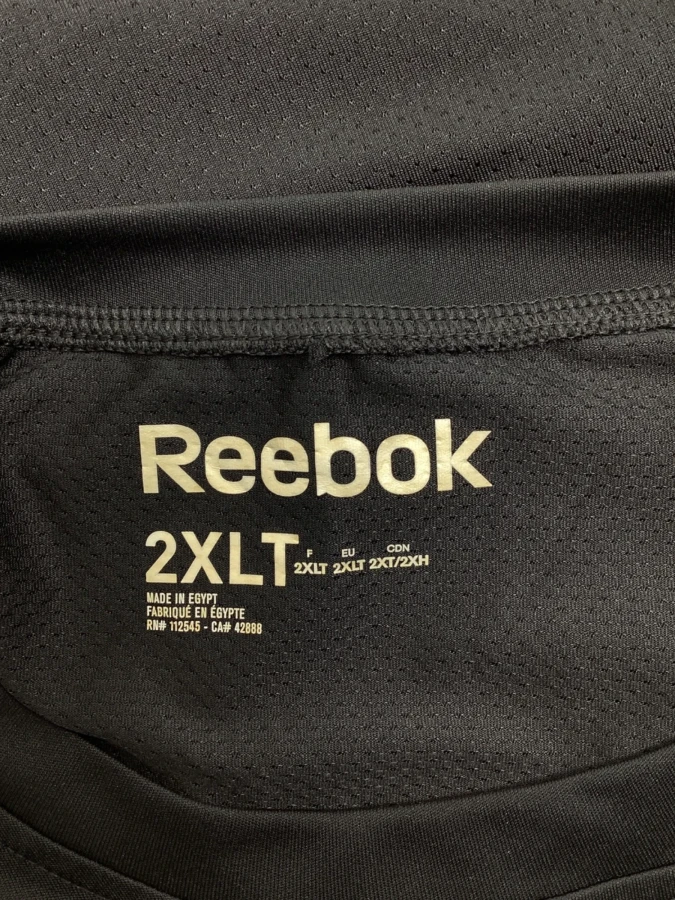 Reebok
2XLT
F EU CDN
2XLT 2XLT 2XT/2XH
MADE IN EGYPT
FABRIQUÉ EN ÉGYPTE
RN# 112545 - CA# 42888